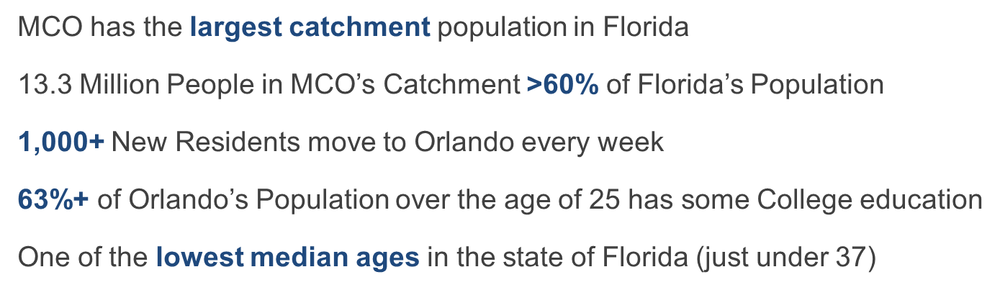 MCO has the largest catchment population in Florida
13.3 Million People in MCO’s Catchment >60% of Florida’s Population
1,000+ New Residents move to Orlando every week
63%+ of Orlando’s Population over the age of 25 has some College education
One of the lowest median ages in the state of Florida (just under 37)